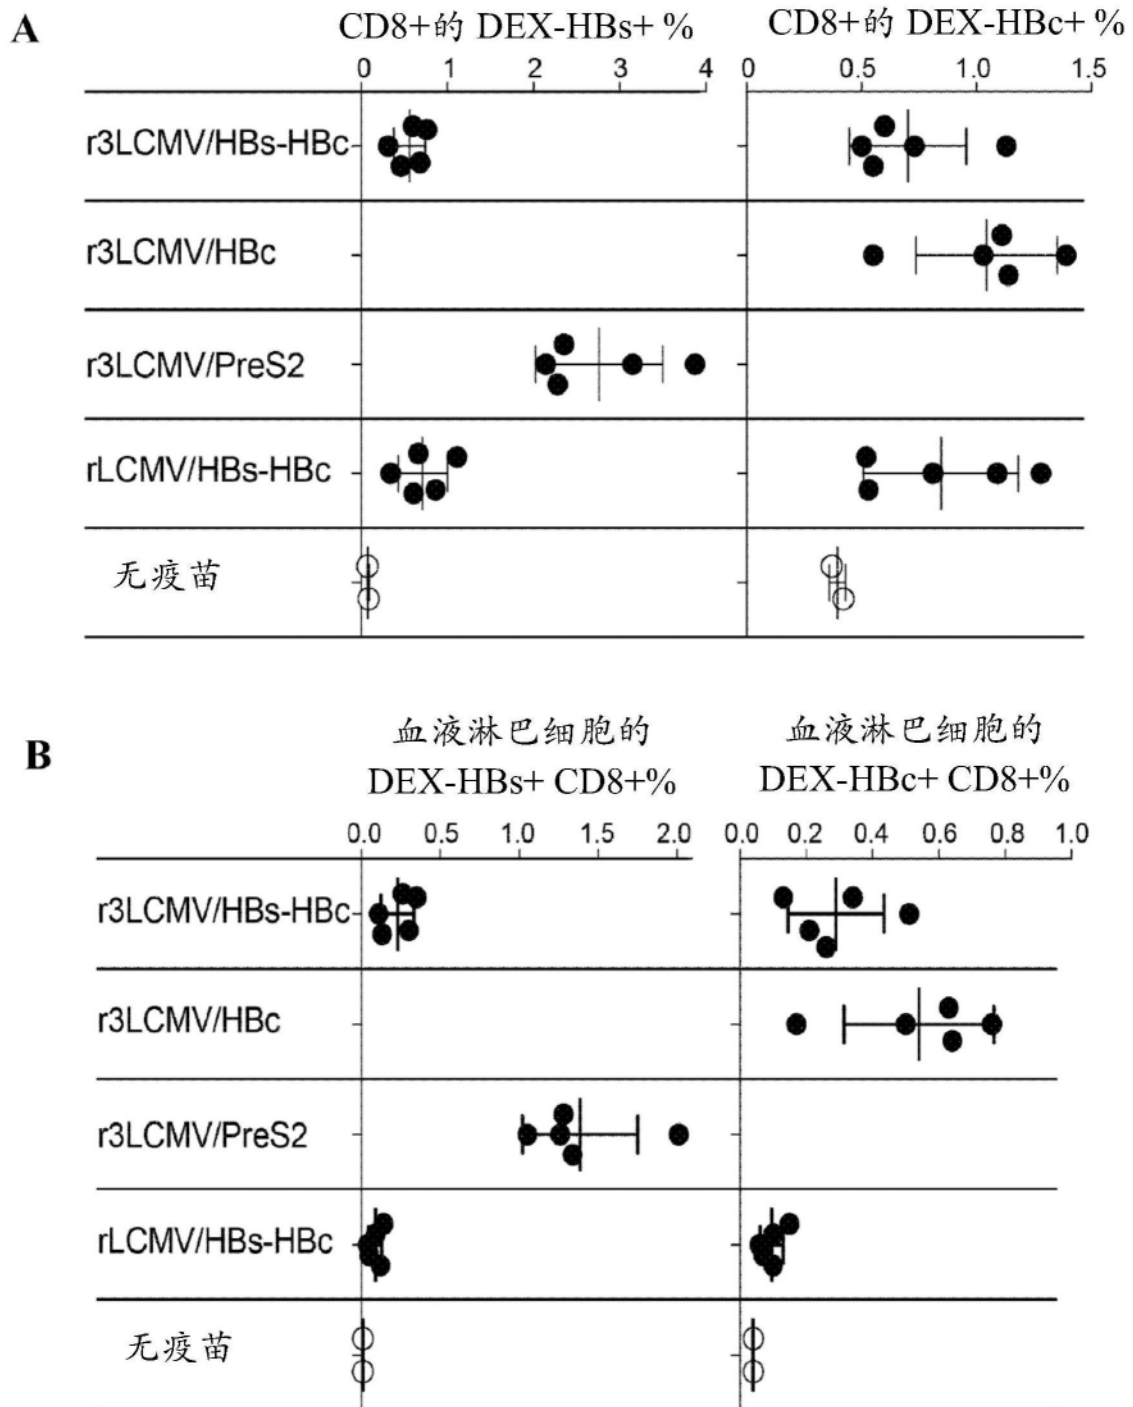 A
CD8+的 DEX-HBs+ % CD8+的 DEX-HBc+ %
0 1 2 3 4 0 0.5 1.0 1.5
r3LCMV/HBs-HBc
r3LCMV/HBc
r3LCMV/PreS2
rLCMV/HBs-HBc
无疫苗
B
血液淋巴细胞的 血液淋巴细胞的
DEX-HBs+ CD8+% DEX-HBc+ CD8+%
0.0 0.5 1.0 1.5 2.0 0.0 0.2 0.4 0.6 0.8 1.0
r3LCMV/HBs-HBc
r3LCMV/HBc
r3LCMV/PreS2
rLCMV/HBs-HBc
无疫苗